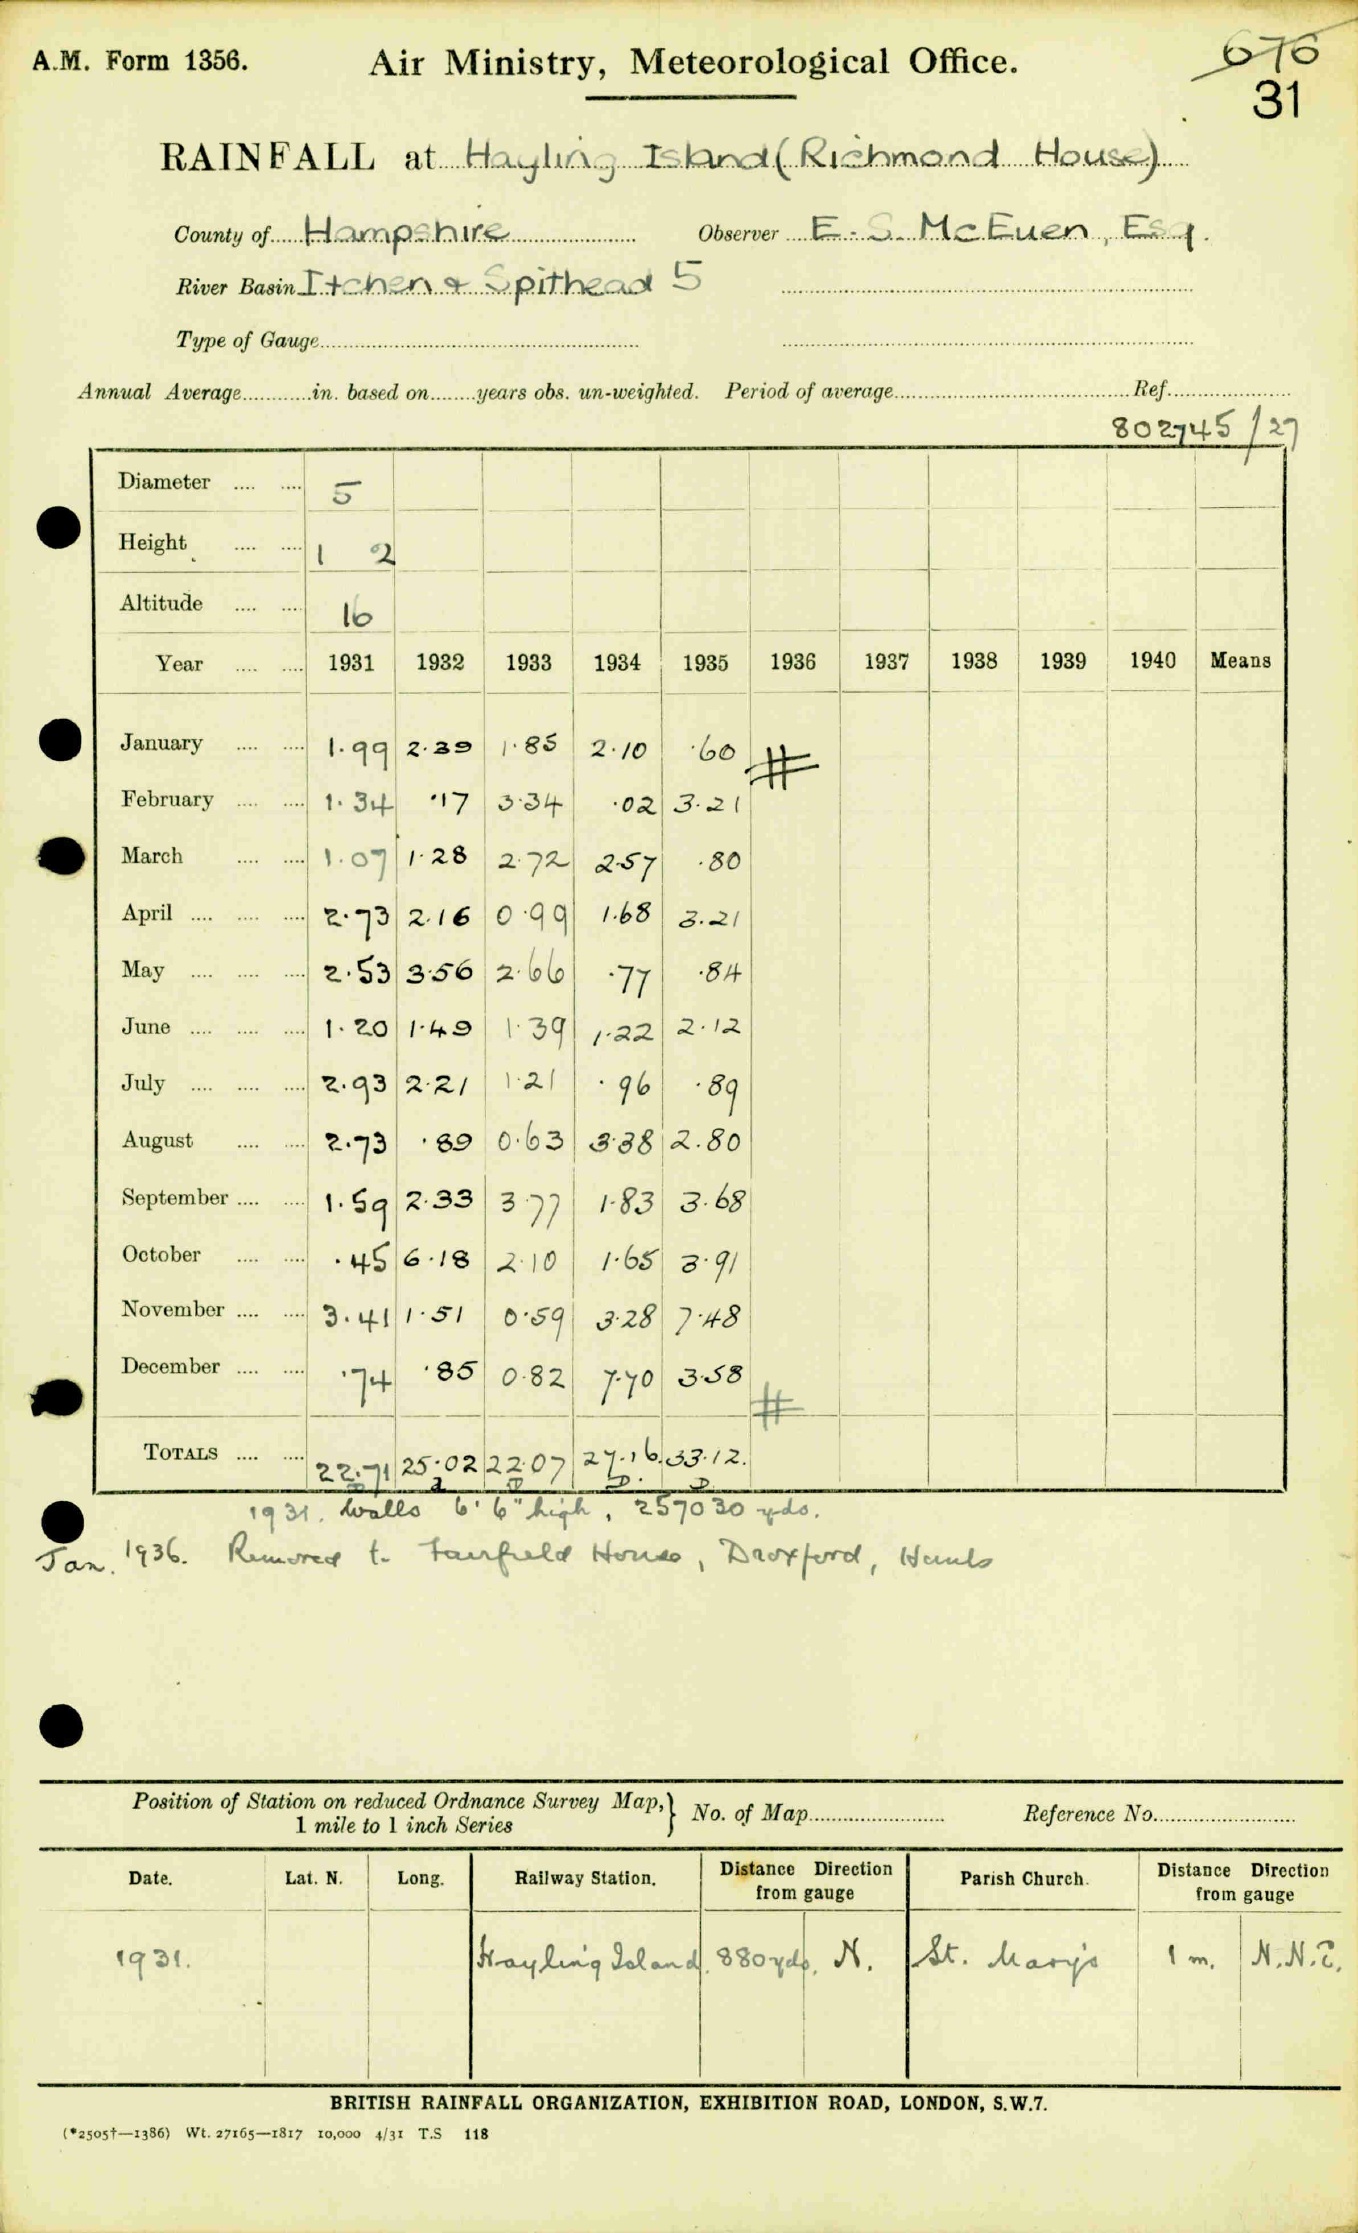 A.M. Form 1356. Air Ministry, Meteorological Office. 676
31
RAINFALL at Hayling Island (Richmond House)
County of Hampshire Observer E. S. McEuen, Esq.
River Basin Itchen & Spithead 5
Type of Gauge
Annual Average in. based on years obs. un-weighted. Period of average Ref.
802745/27
Diameter 5
Height 1 2
Altitude 16
Year 1931 1932 1933 1934 1935 1936 1937 1938 1939 1940 Means
January 1.99 2.39 1.85 2.10 .60 #
February 1.34 .17 3.34 .02 3.21
March 1.07 1.28 2.72 2.57 .80
April 2.73 2.16 0.99 1.68 3.21
May 2.53 3.56 2.66 .77 .84
June 1.20 1.49 1.39 1.22 2.12
July 2.93 2.21 1.21 .96 .89
August 2.73 .89 0.63 3.38 2.80
September 1.59 2.33 3.77 1.83 3.68
October .45 6.18 2.10 1.65 3.91
November 3.41 1.51 0.59 3.28 7.48
December .74 .85 0.82 7.70 3.58 #
TOTALS 22.71 25.02 22.07 27.16 33.12
1931. Walls 6' 6" high, 257030 yds.
Jan. 1936. Removed to Fairfield House, Droxford, Hants
Position of Station on reduced Ordnance Survey Map, } No. of Map Reference No.
1 mile to 1 inch Series
Date. Lat. N. Long. Railway Station. Distance Direction from gauge Parish Church. Distance Direction from gauge
1931. Hayling Island. 880 yds. N. St. Mary's 1 m. N.N.E.
BRITISH RAINFALL ORGANIZATION, EXHIBITION ROAD, LONDON, S.W.7.
(*2505†—1386) Wt. 27165—1817 10,000 4/31 T.S 118